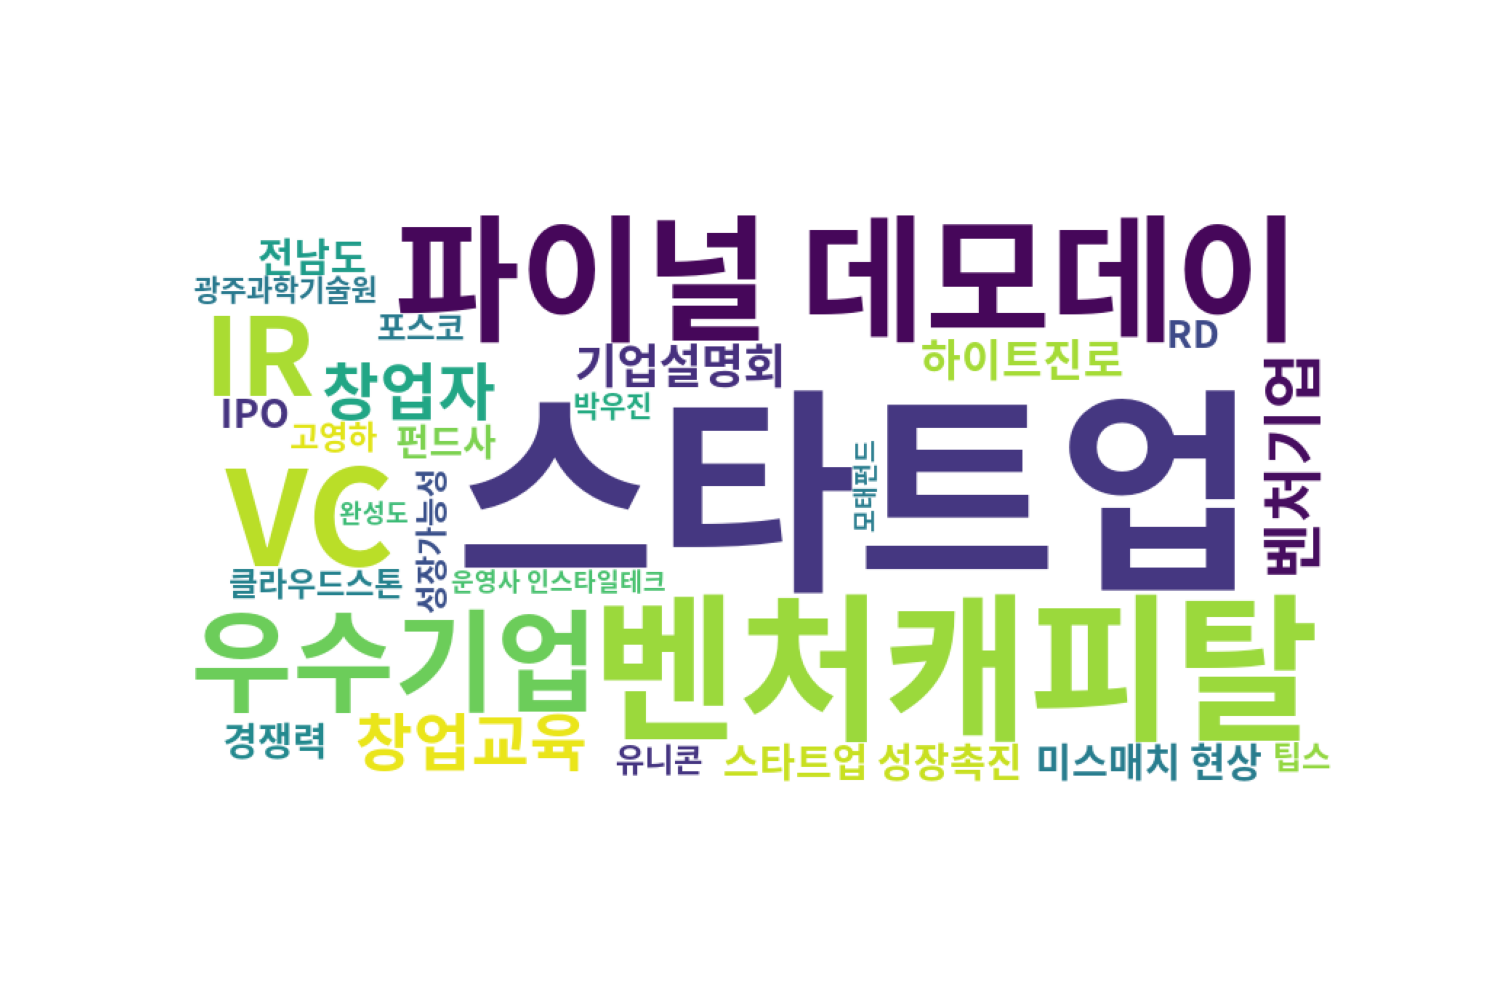 파이널 데모데이
전남도
광주과학기술원
IR
포스코
RD
기업설명회
하이트진로
창업자
IPO
박우진
벤처기업
고영하
펀드사
스타트업
모태펀드
VC
완성도
성장가능성
클라우드스톤
운영사 인스타일테크
우수기업
벤처캐피탈
경쟁력
창업교육
유니콘
스타트업 성장촉진
미스매치 현상
팁스